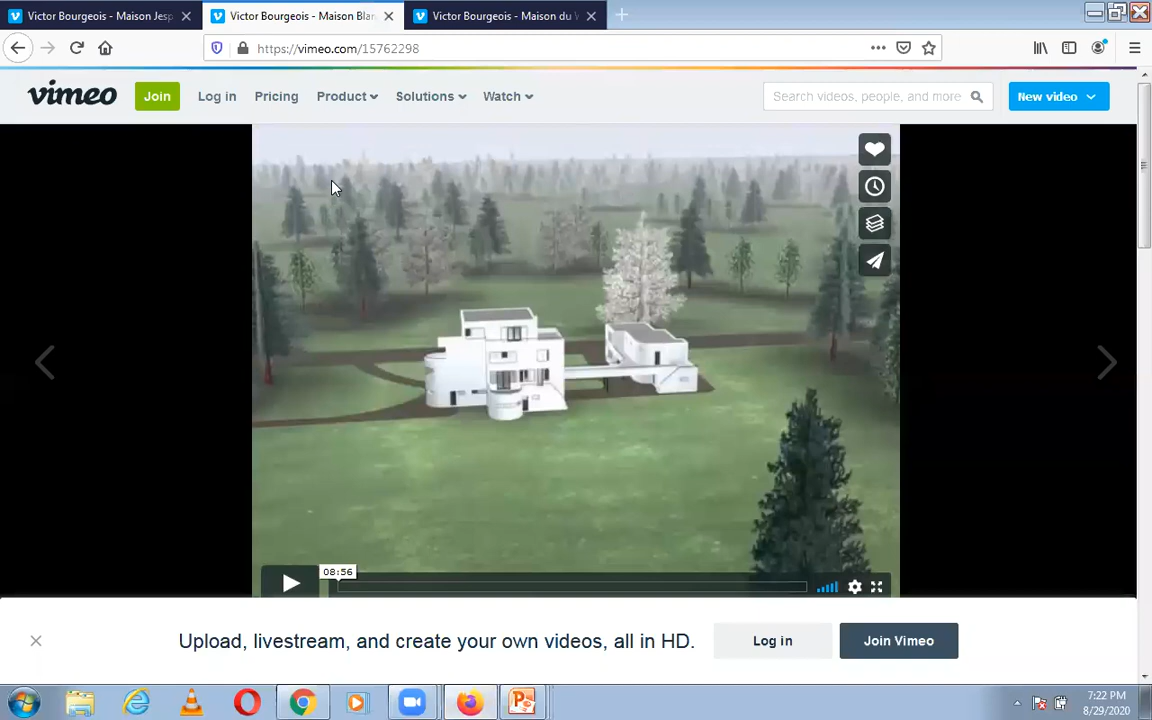 Victor Bourgeois - Maison Jesp
Victor Bourgeois - Maison Blan
Victor Bourgeois - Maison du
https://vimeo.com/15762298
vimeo
Join
Log in
Pricing
Product
Solutions
Watch
Search videos, people, and more
New video
08:56
Upload, livestream, and create your own videos, all in HD.
Log in
Join Vimeo
7:22 PM
8/29/2020